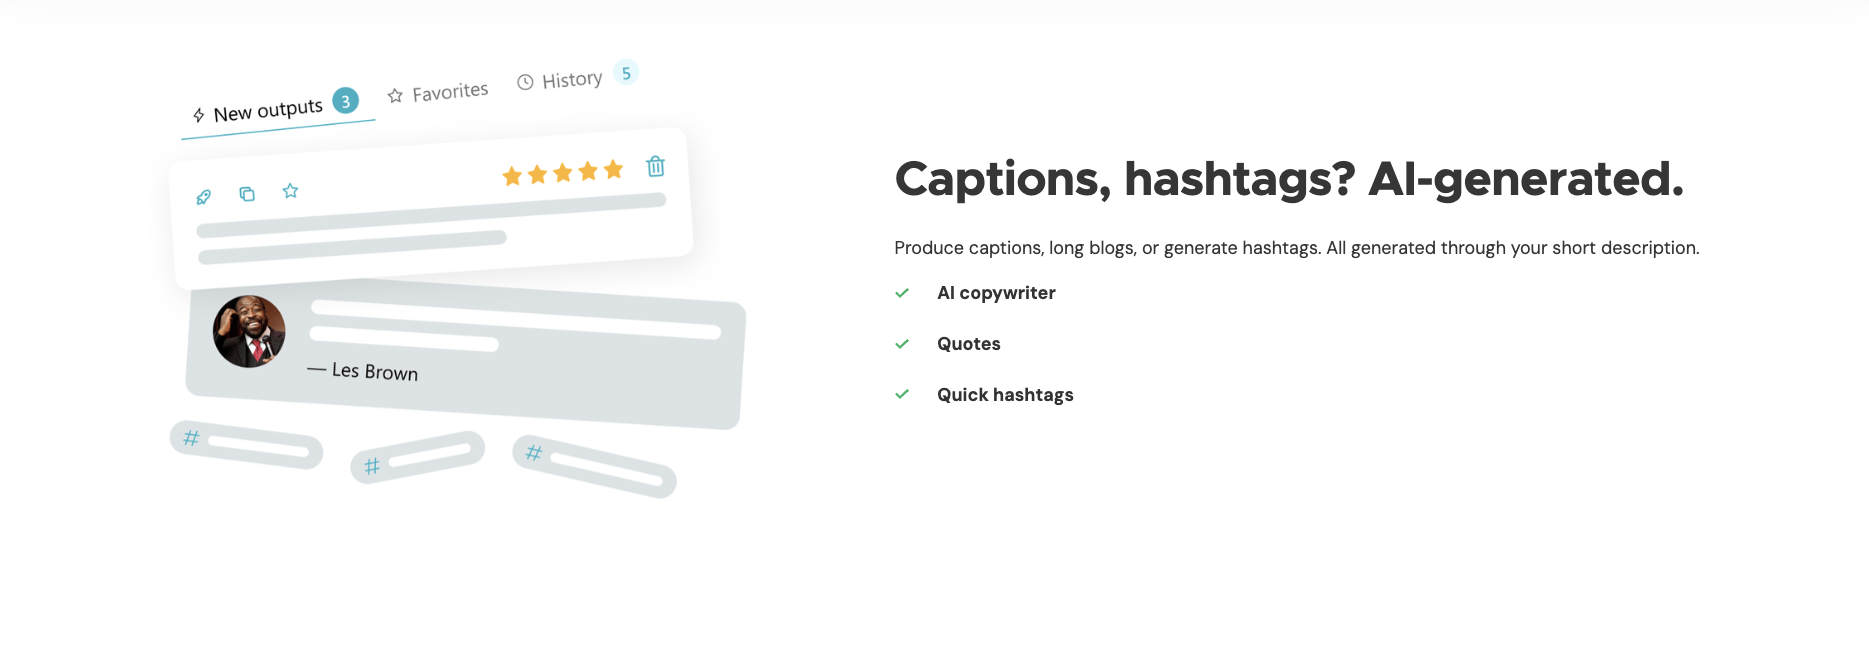 New outputs 3 Favorites History 5
— Les Brown
#
#
#
Captions, hashtags? AI-generated.
Produce captions, long blogs, or generate hashtags. All generated through your short description.
AI copywriter
Quotes
Quick hashtags